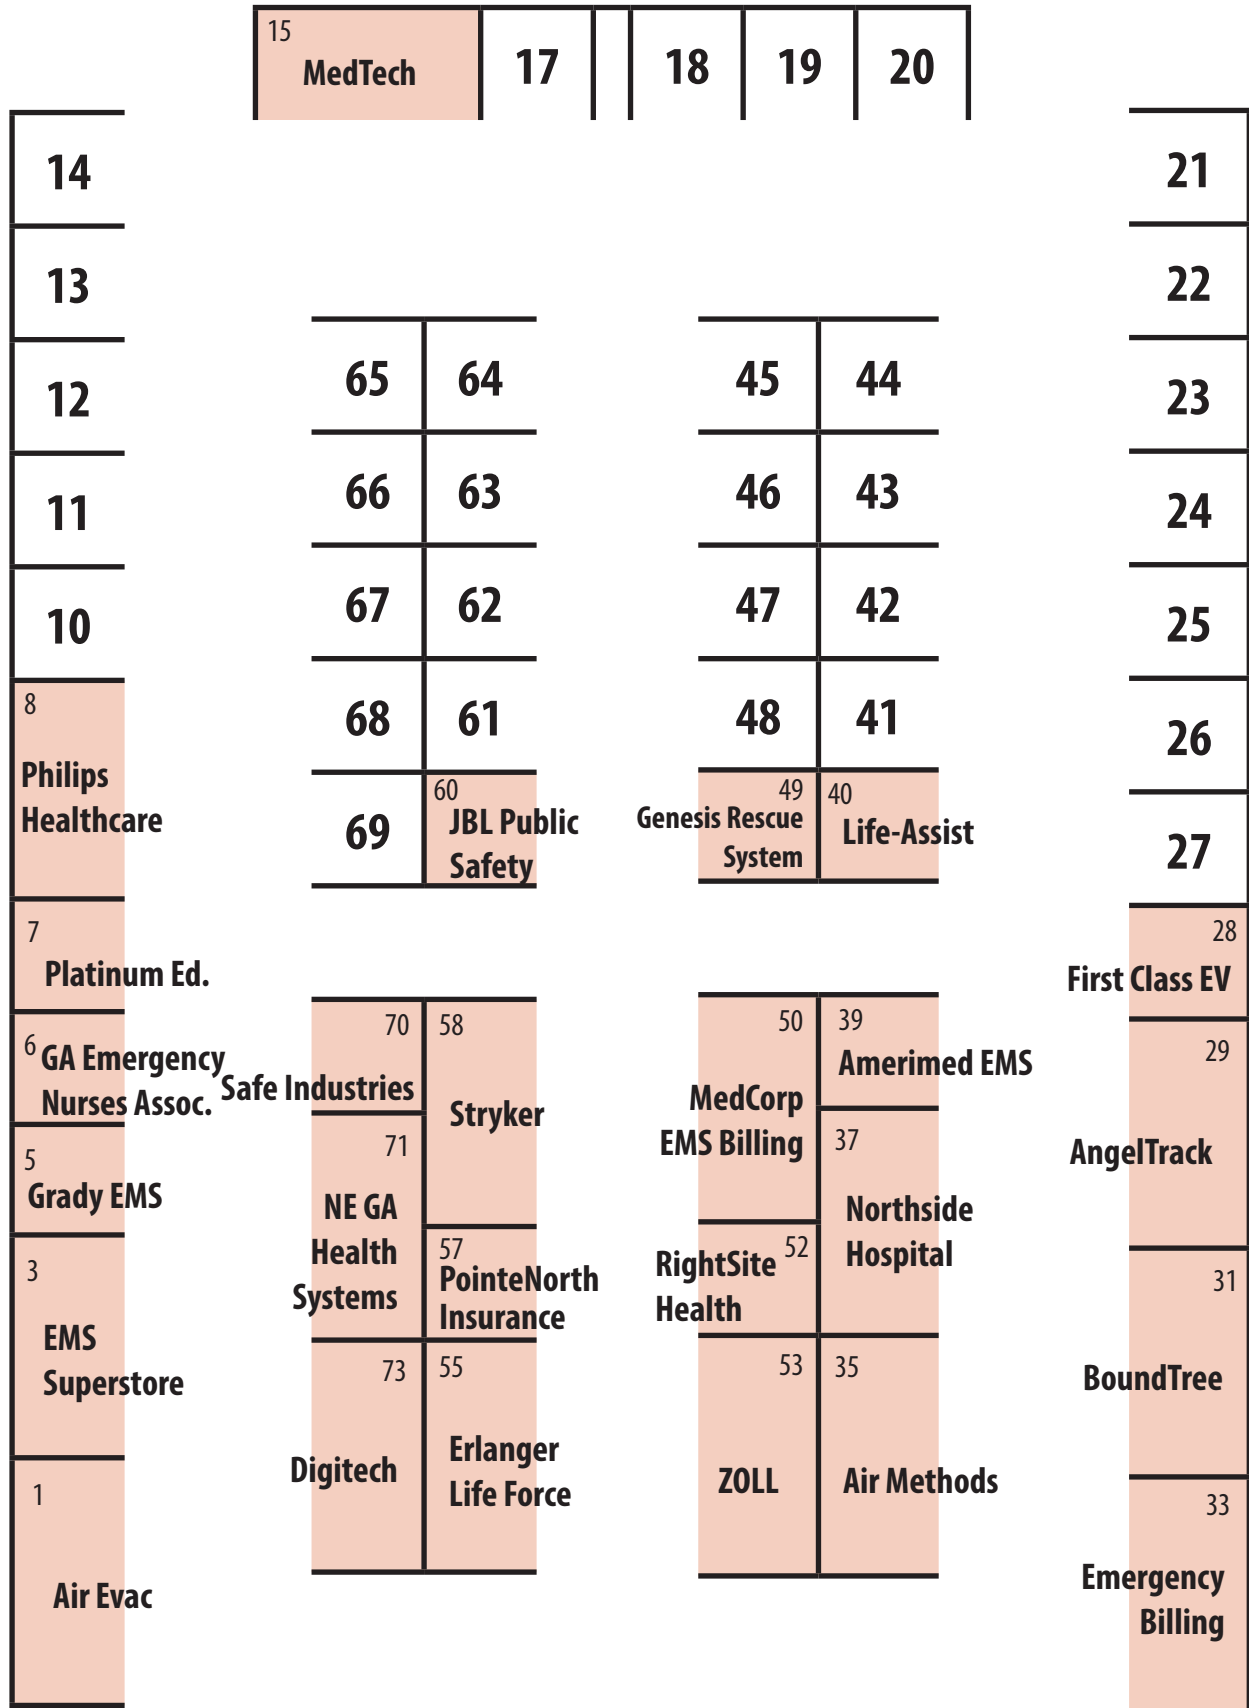 15
MedTech
17
18
19
20
14
13
12
11
10
8
Philips
Healthcare
7
Platinum Ed.
6
GA Emergency
Nurses Assoc.
5
Grady EMS
3
EMS
Superstore
1
Air Evac
65
64
66
63
67
62
68
61
69
60
JBL Public
Safety
70
Safe Industries
58
Stryker
71
NE GA
Health
Systems
57
PointeNorth
Insurance
73
Digitech
55
Erlanger
Life Force
45
44
46
43
47
42
48
41
49
Genesis Rescue
System
40
Life-Assist
50
MedCorp
EMS Billing
39
Amerimed EMS
37
Northside
Hospital
52
RightSite
Health
53
ZOLL
35
Air Methods
21
22
23
24
25
26
27
28
First Class EV
29
AngelTrack
31
BoundTree
33
Emergency
Billing